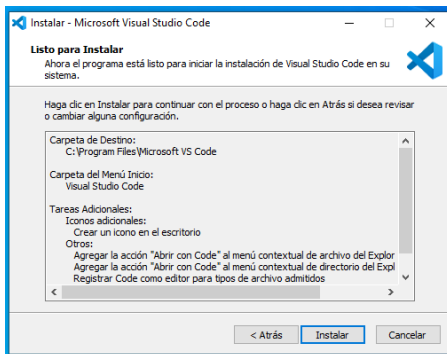 Instalar - Microsoft Visual Studio Code
Listo para Instalar
Ahora el programa está listo para iniciar la instalación de Visual Studio Code en su
sistema.
Haga clic en Instalar para continuar con el proceso o haga clic en Atrás si desea revisar
o cambiar alguna configuración.
Carpeta de Destino:
C:\Program Files\Microsoft VS Code
Carpeta del Menú Inicio:
Visual Studio Code
Tareas Adicionales:
Iconos adicionales:
Crear un icono en el escritorio
Otros:
Agregar la acción "Abrir con Code" al menú contextual de archivo del Explor
Agregar la acción "Abrir con Code" al menú contextual de directorio del Expl
Registrar Code como editor para tipos de archivo admitidos
< Atrás
Instalar
Cancelar